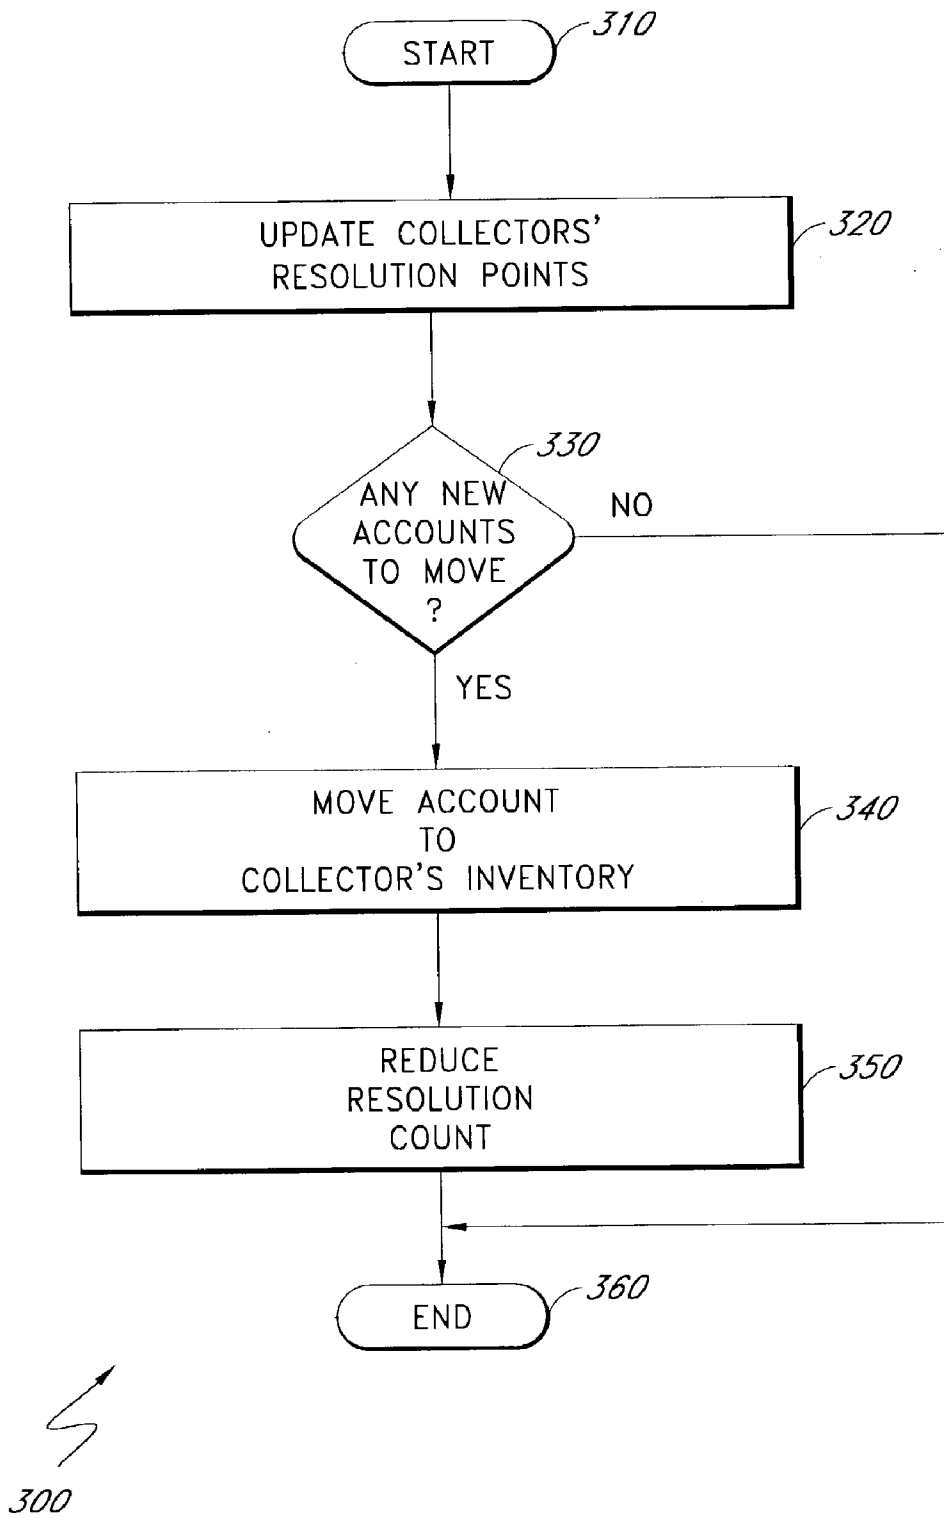 START
310
UPDATE COLLECTORS'
RESOLUTION POINTS
320
330
ANY NEW
ACCOUNTS
TO MOVE
?
NO
YES
MOVE ACCOUNT
TO
COLLECTOR'S INVENTORY
340
REDUCE
RESOLUTION
COUNT
350
END
360
300